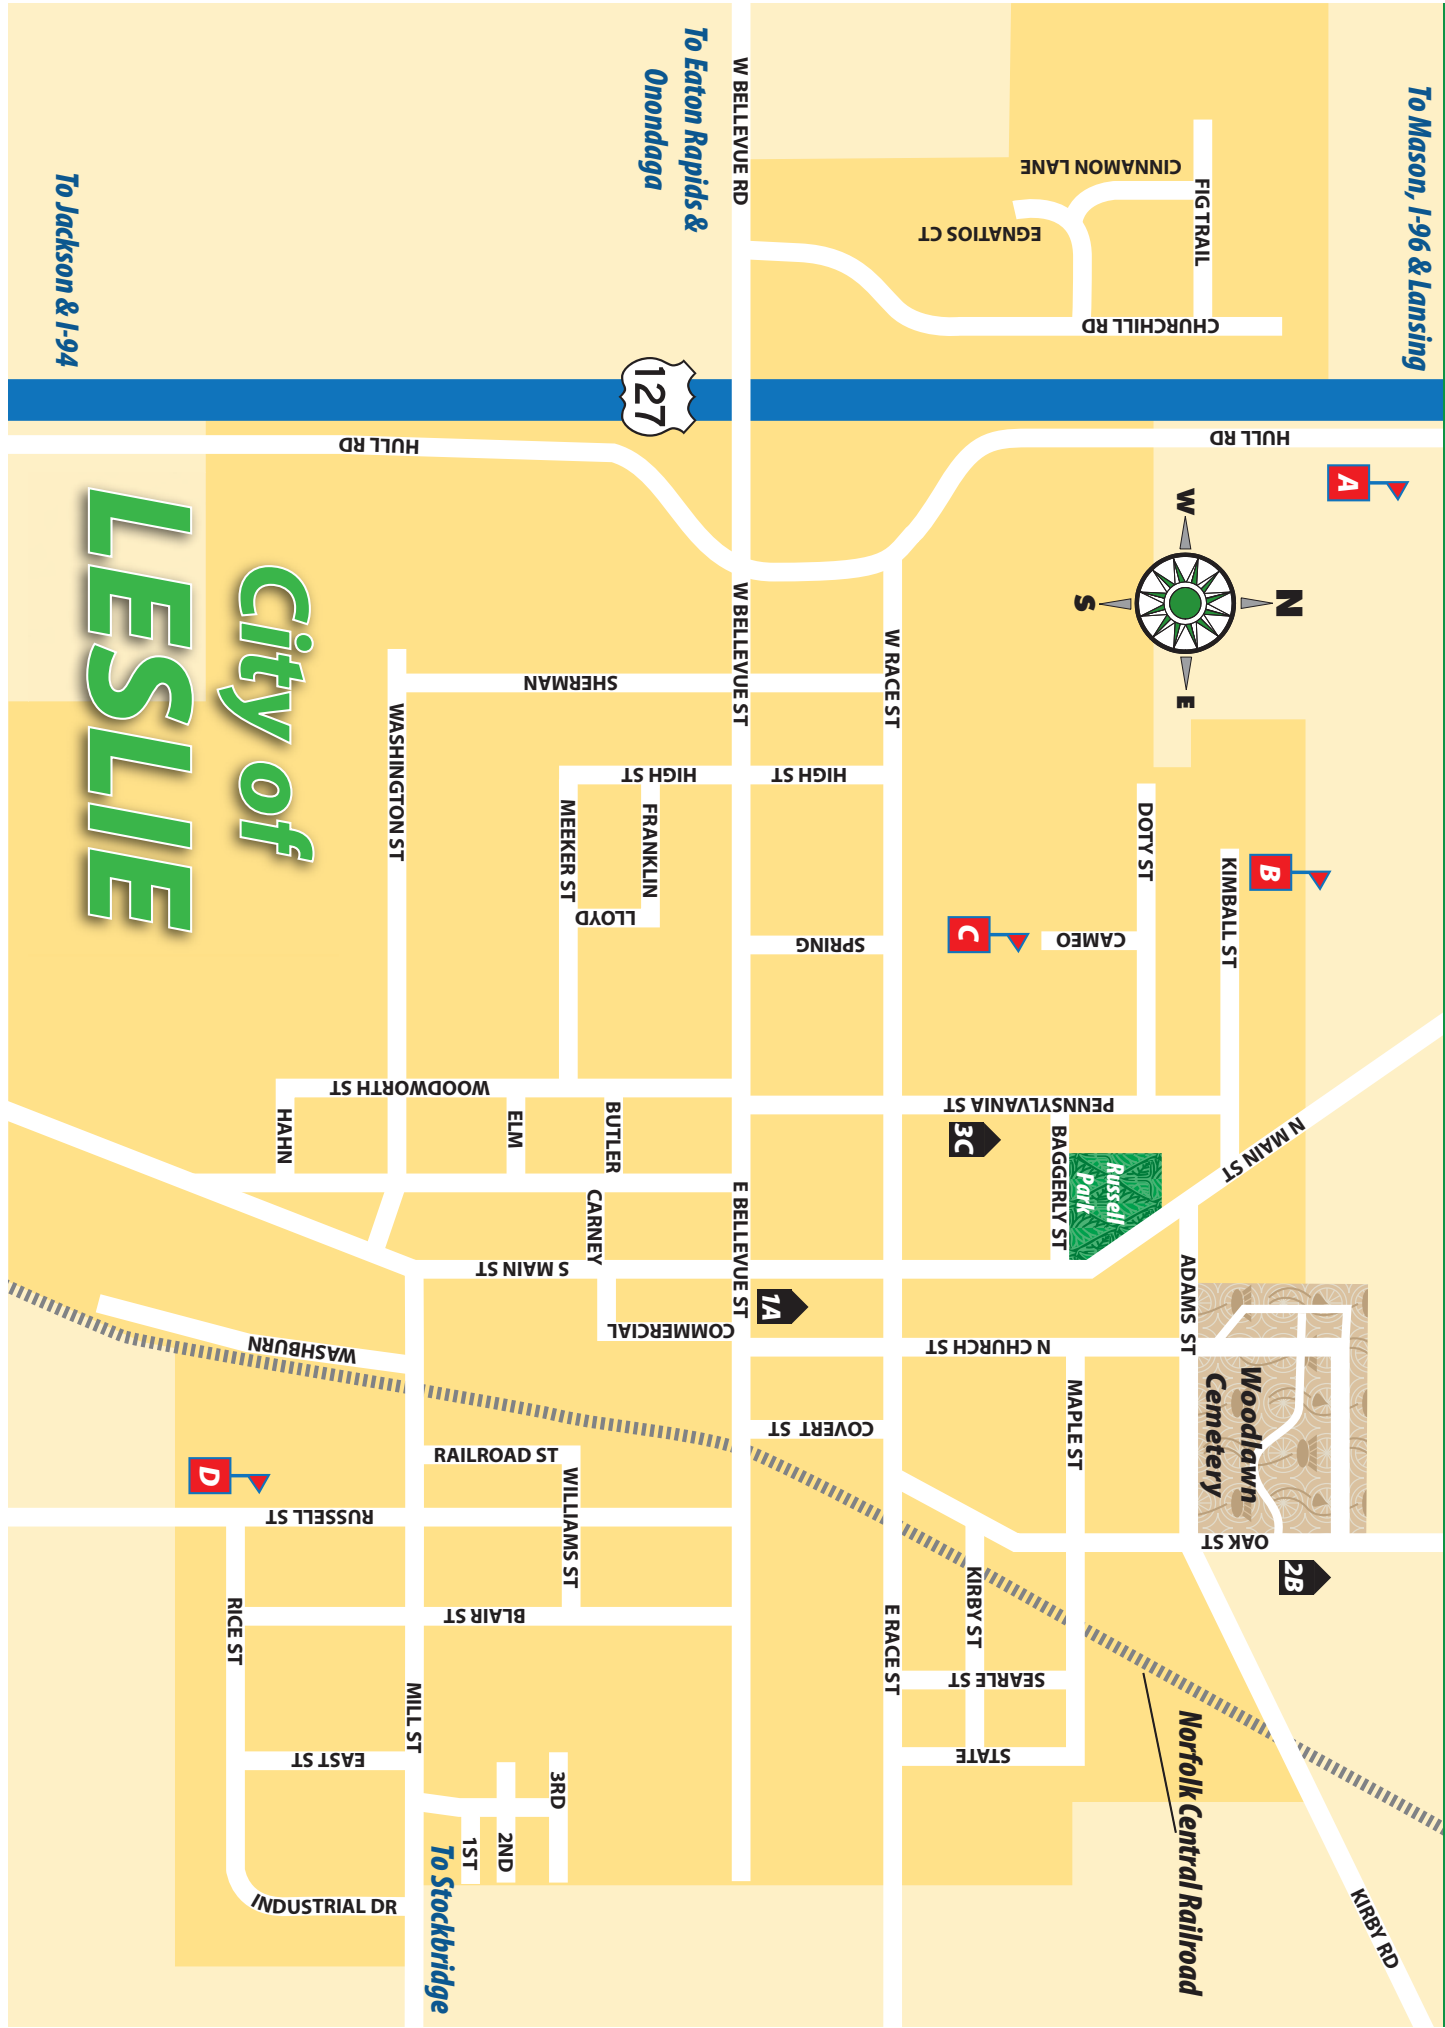 To Mason, I-96 & Lansing
CINNAMON LANE
FIG TRAIL
EGNATIOS CT
CHURCHILL RD
To Eaton Rapids &
Onondaga
W BELLEVUE RD
To Jackson & I-94
127
HULL RD
HULL RD
A
N
W
E
S
City of
LESLIE
W BELLEVUE ST
W RACE ST
SHERMAN
WASHINGTON ST
HIGH ST
HIGH ST
MEEKER ST
FRANKLIN
LLOYD
SPRING
DOTY ST
KIMBALL ST
B
C
CAMEO
WOODWORTH ST
PENNSYLVANIA ST
3C
BAGGERLY ST
Russell
Park
N MAIN ST
HAHN
ELM
BUTLER
CARNEY
E BELLEVUE ST
S MAIN ST
1A
COMMERCIAL
ADAMS ST
N CHURCH ST
WASHBURN
MAPLE ST
Woodlawn
Cemetery
COVERT ST
RAILROAD ST
WILLIAMS ST
D
RUSSELL ST
OAK ST
2B
KIRBY ST
RICE ST
BLAIR ST
E RACE ST
SEARLE ST
MILL ST
STATE
EAST ST
3RD
2ND
1ST
Norfolk Central Railroad
To Stockbridge
INDUSTRIAL DR
KIRBY RD